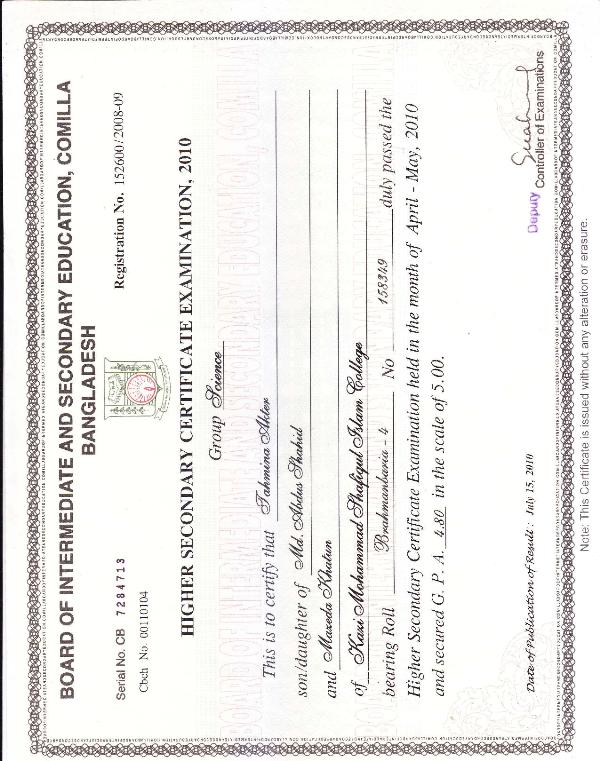 BOARD OF INTERMEDIATE AND SECONDARY EDUCATION, COMILLA
BANGLADESH
Serial No. CB 7284713
Registration No. 152600/2008-09
Cbch No. 00110104
HIGHER SECONDARY CERTIFICATE EXAMINATION, 2010
Group Science
This is to certify that Tahmina Akter
son/daughter of Md. Abdus Shahid
and Mazeda Khatun
of Kazi Mohammad Shafiqul Islam College
bearing Roll Brahmanbaria - 4 No 158349 duly passed the
Higher Secondary Certificate Examination held in the month of April - May, 2010
and secured G. P. A. 4.80 in the scale of 5.00.
Date of Publication of Result : July 15, 2010
Deputy Controller of Examinations
Note: This Certificate is issued without any alteration or erasure.